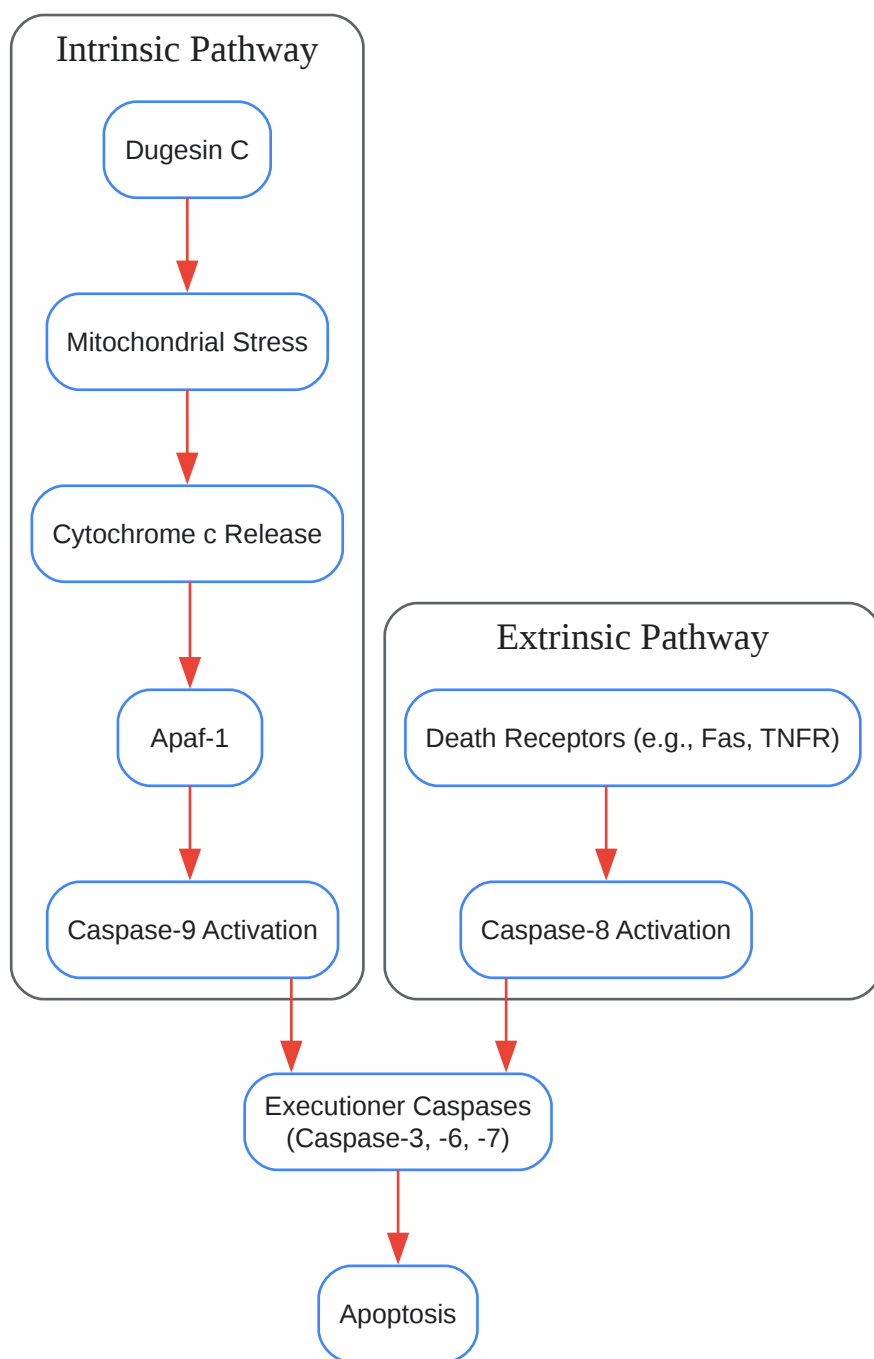 Intrinsic Pathway
Dugesin C
Mitochondrial Stress
Cytochrome c Release
Apaf-1
Caspase-9 Activation
Extrinsic Pathway
Death Receptors (e.g., Fas, TNFR)
Caspase-8 Activation
Executioner Caspases
(Caspase-3, -6, -7)
Apoptosis